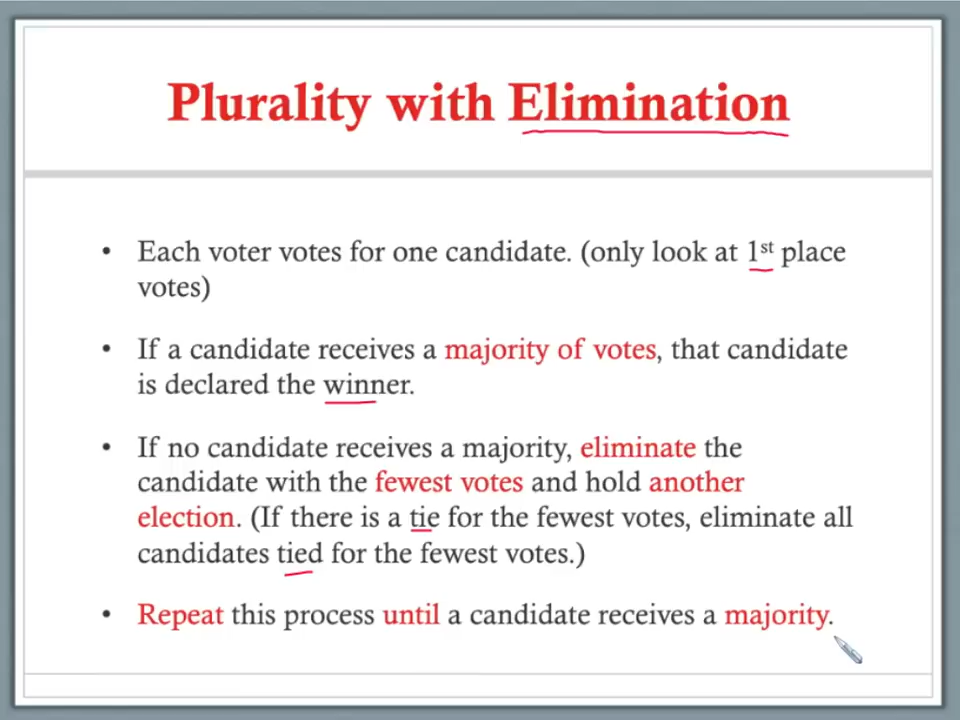 Plurality with Elimination
• Each voter votes for one candidate. (only look at 1st place
votes)
• If a candidate receives a majority of votes, that candidate
is declared the winner.
• If no candidate receives a majority, eliminate the
candidate with the fewest votes and hold another
election. (If there is a tie for the fewest votes, eliminate all
candidates tied for the fewest votes.)
• Repeat this process until a candidate receives a majority.